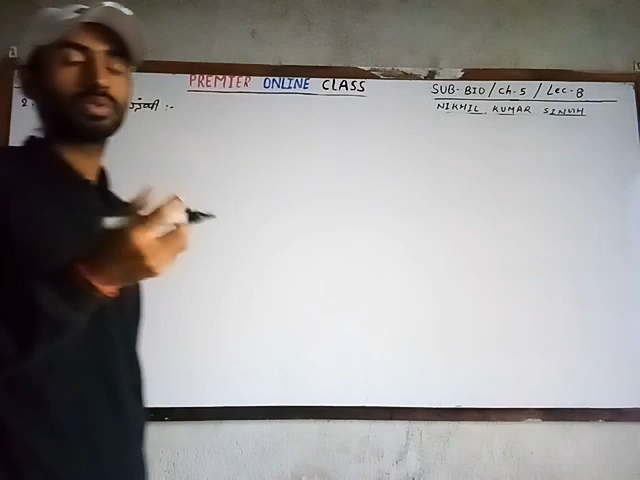 PREMIER ONLINE CLASS
SUB- BIO / Ch-5 / Lec-8
NIKHIL KUMAR SINGH